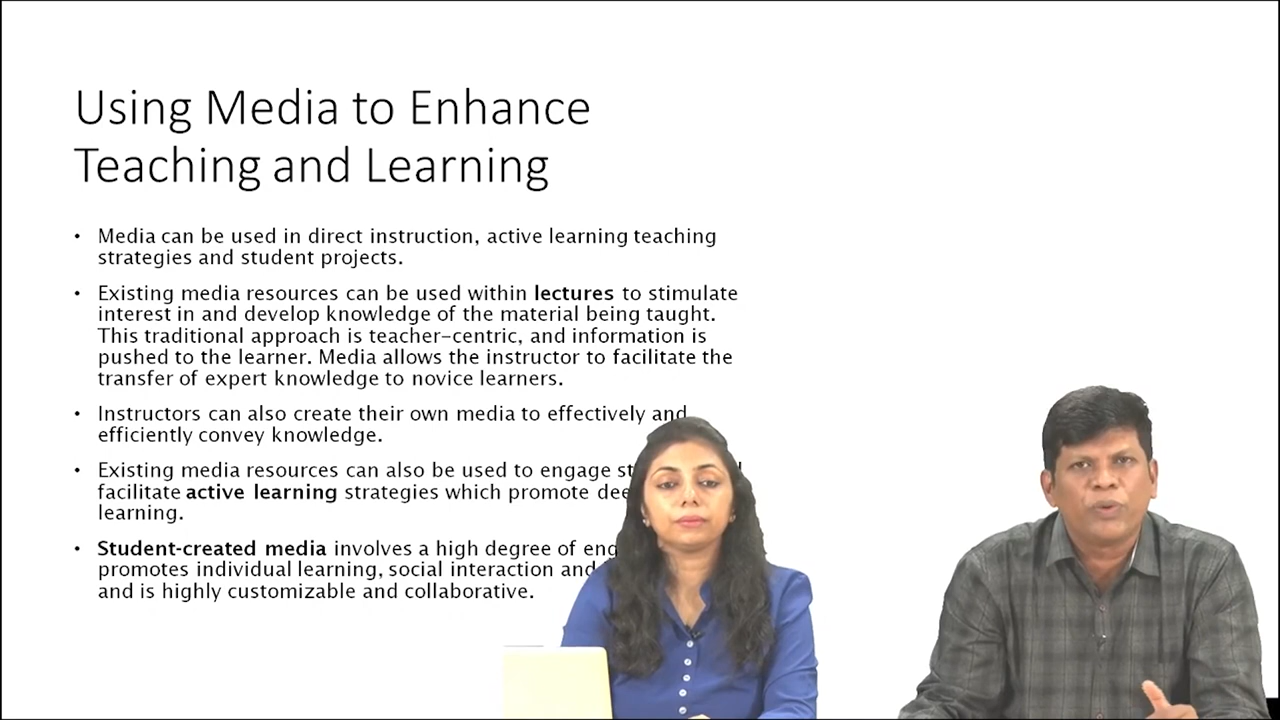 Using Media to Enhance
Teaching and Learning
• Media can be used in direct instruction, active learning teaching
strategies and student projects.
• Existing media resources can be used within lectures to stimulate
interest in and develop knowledge of the material being taught.
This traditional approach is teacher-centric, and information is
pushed to the learner. Media allows the instructor to facilitate the
transfer of expert knowledge to novice learners.
• Instructors can also create their own media to effectively and
efficiently convey knowledge.
• Existing media resources can also be used to engage
facilitate active learning strategies which promote
learning.
• Student-created media involves a high degree of
promotes individual learning, social interaction and
and is highly customizable and collaborative.